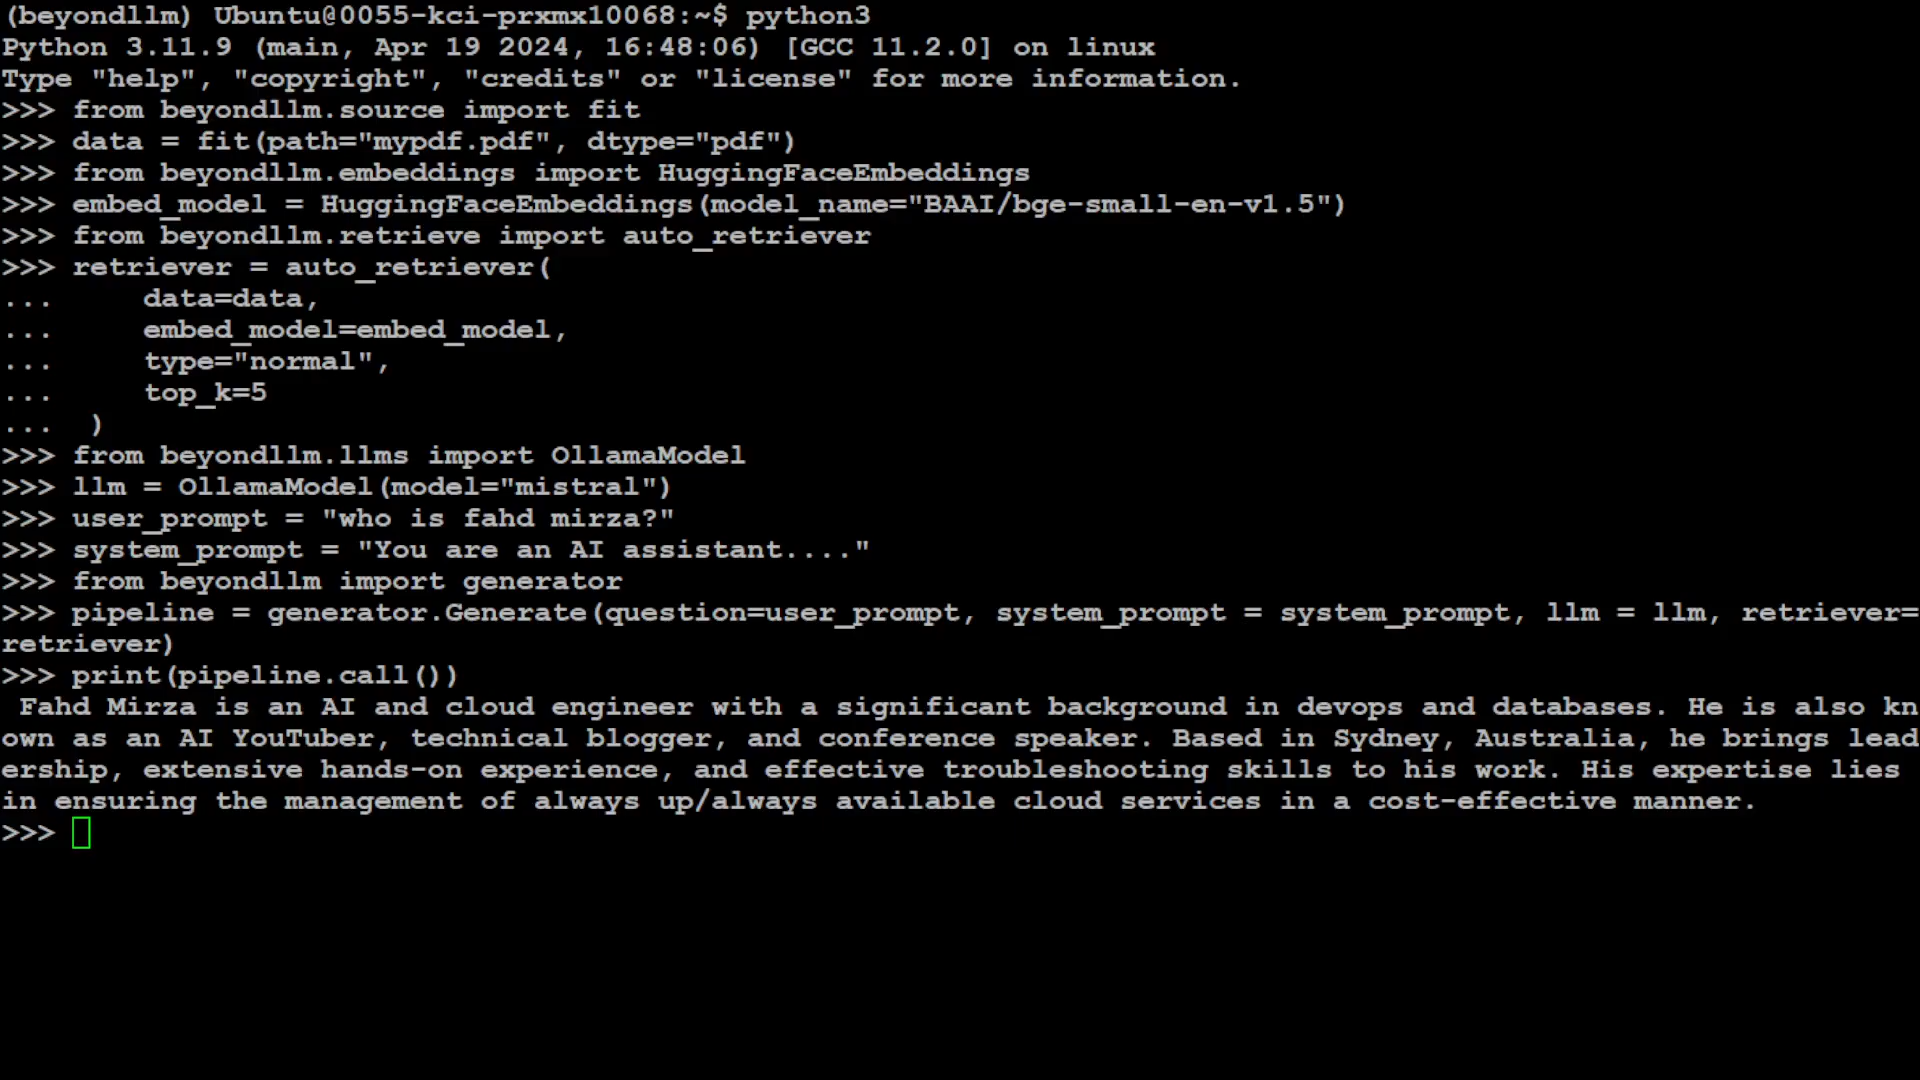 (beyondllm) Ubuntu@0055-kci-prxmx10068:~$ python3
Python 3.11.9 (main, Apr 19 2024, 16:48:06) [GCC 11.2.0] on linux
Type "help", "copyright", "credits" or "license" for more information.
>>> from beyondllm.source import fit
>>> data = fit(path="mypdf.pdf", dtype="pdf")
>>> from beyondllm.embeddings import HuggingFaceEmbeddings
>>> embed_model = HuggingFaceEmbeddings(model_name="BAAI/bge-small-en-v1.5")
>>> from beyondllm.retrieve import auto_retriever
>>> retriever = auto_retriever(
...     data=data,
...     embed_model=embed_model,
...     type="normal",
...     top_k=5
...  )
>>> from beyondllm.llms import OllamaModel
>>> llm = OllamaModel(model="mistral")
>>> user_prompt = "who is fahd mirza?"
>>> system_prompt = "You are an AI assistant...."
>>> from beyondllm import generator
>>> pipeline = generator.Generate(question=user_prompt, system_prompt = system_prompt, llm = llm, retriever=
retriever)
>>> print(pipeline.call())
 Fahd Mirza is an AI and cloud engineer with a significant background in devops and databases. He is also kn
own as an AI YouTuber, technical blogger, and conference speaker. Based in Sydney, Australia, he brings lead
ership, extensive hands-on experience, and effective troubleshooting skills to his work. His expertise lies
in ensuring the management of always up/always available cloud services in a cost-effective manner.
>>>